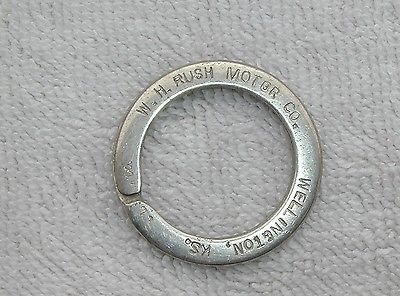 W. H. RUSH MOTOR CO.
WELLINGTON, KS.